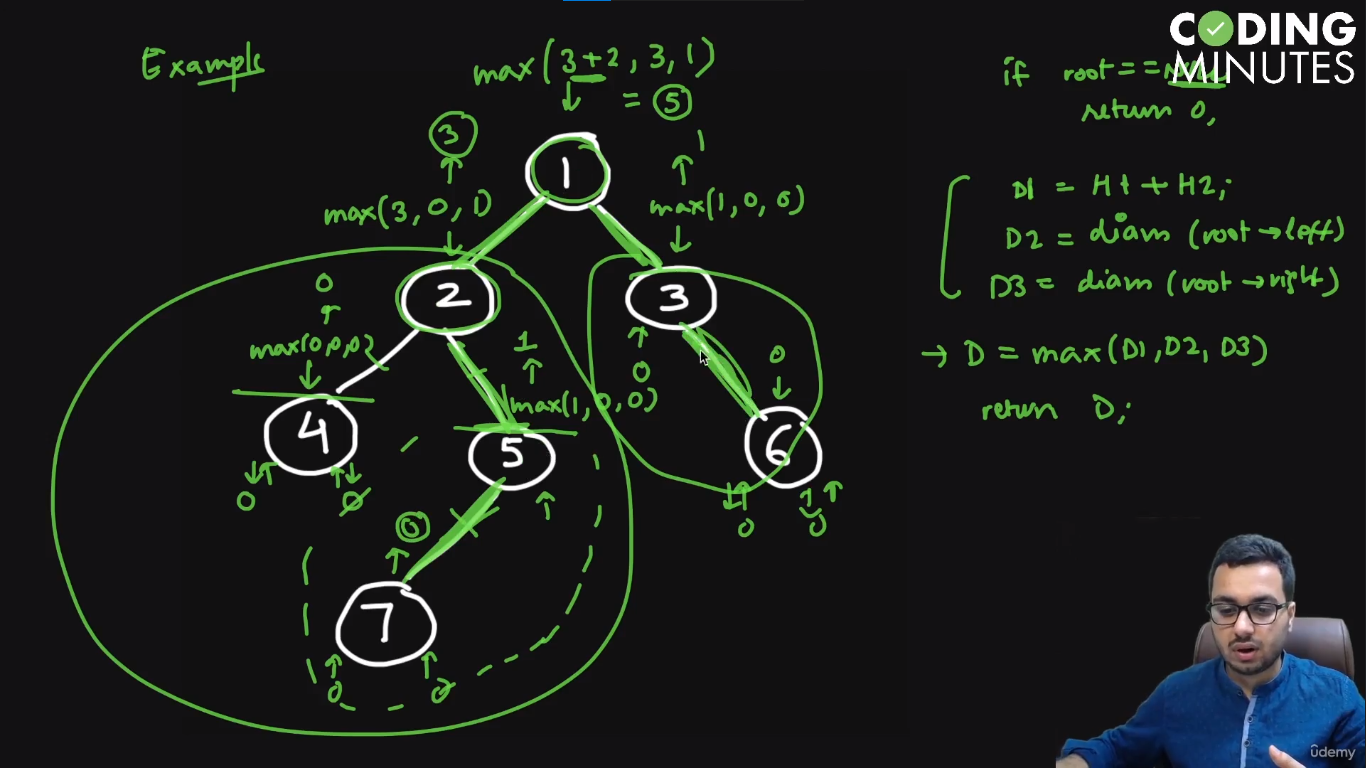 Example
max(3+2, 3, 1)
= 5
3
1
1
max(3, 0, 1)
max(1, 0, 0)
2
3
0
max(0,0,0)
1
0
0
max(1, 0, 0)
4
5
6
0
0
0
0
0
7
0
0
CODING
MINUTES
if root==
return 0;
D1 = H1 + H2;
D2 = diam (root→left)
D3 = diam (root→right)
→ D = max(D1, D2, D3)
return D;
udemy